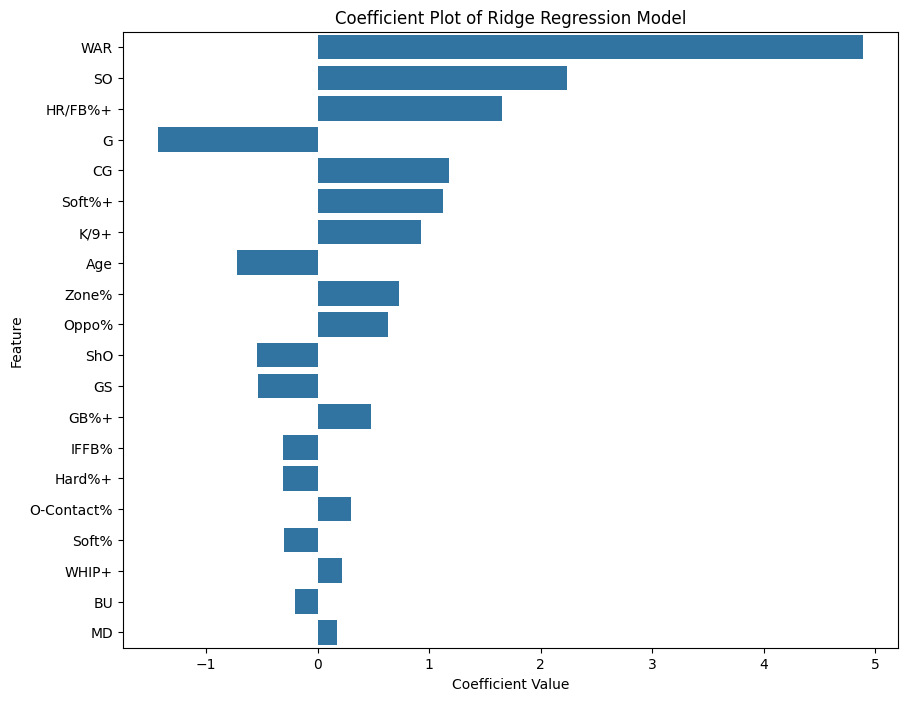 Coefficient Plot of Ridge Regression Model
WAR
SO
HR/FB%+
G
CG
Soft%+
K/9+
Age
Zone%
Oppo%
ShO
GS
GB%+
IFFB%
Hard%+
O-Contact%
Soft%
WHIP+
BU
MD
Feature
−1 0 1 2 3 4 5
Coefficient Value